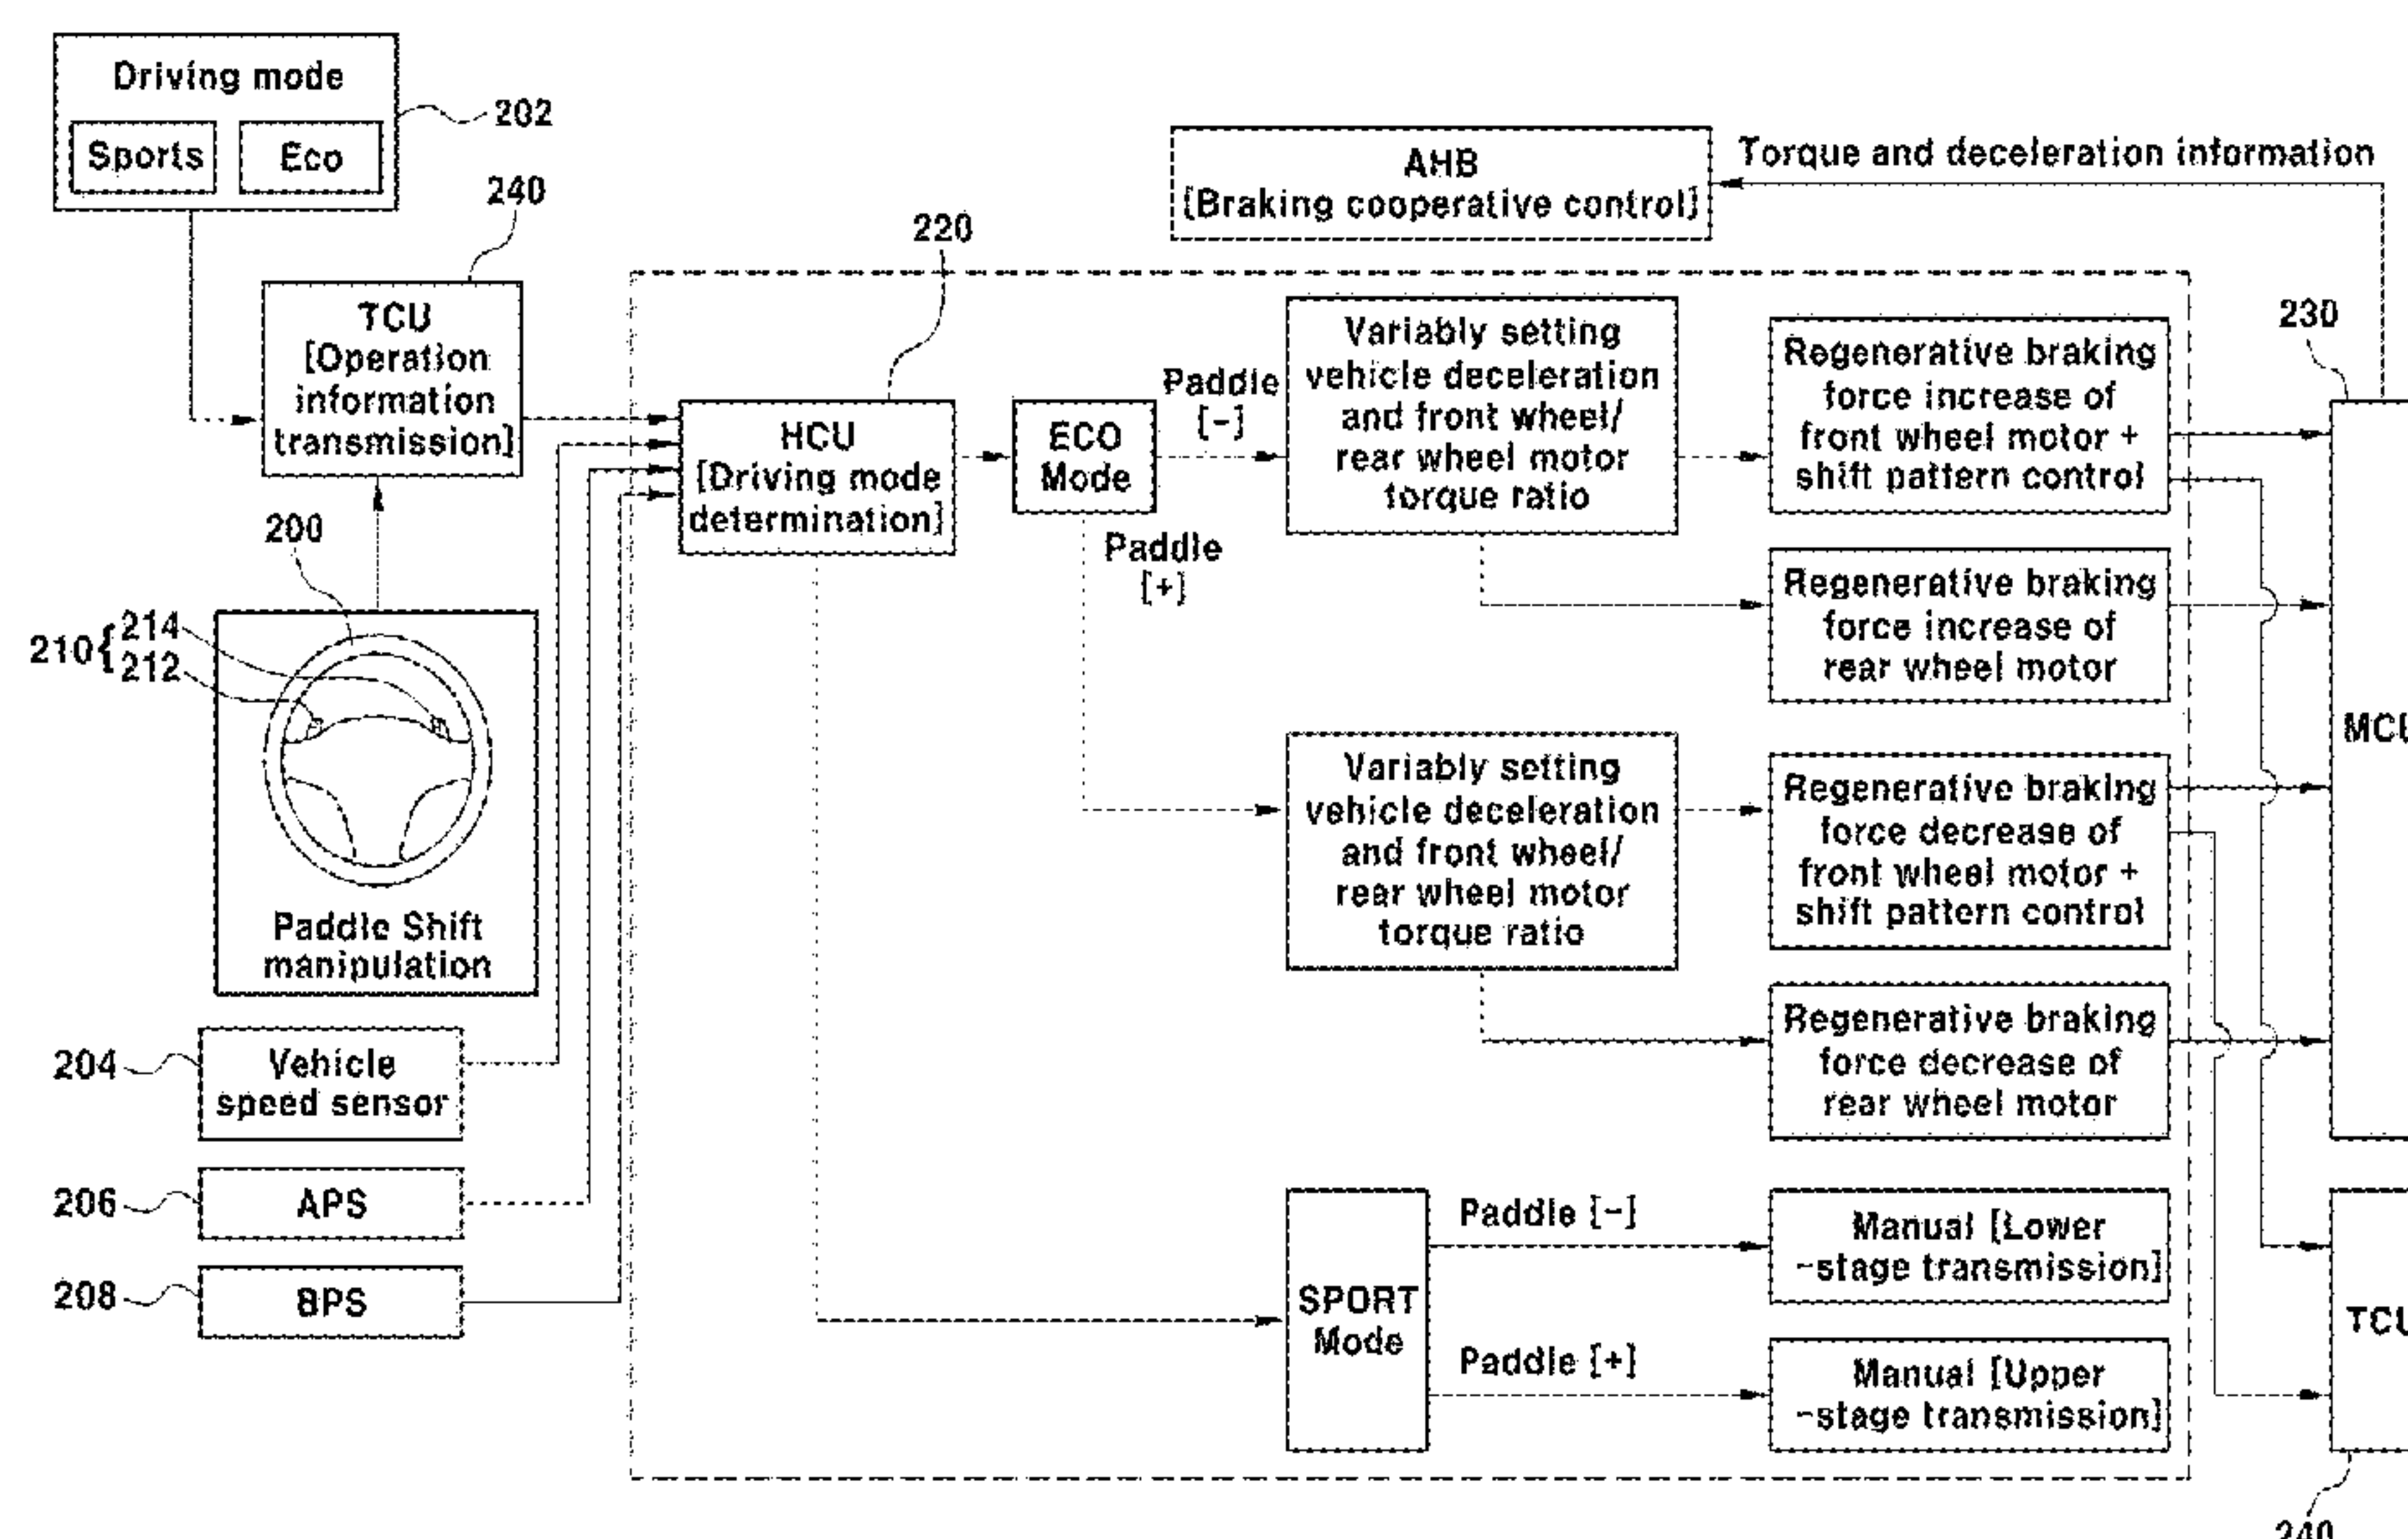 Driving mode
Sports
Eco
202
240
TCU
[Operation
information
transmission]
200
210
214
212
Paddle Shift
manipulation
204
Vehicle
speed sensor
206
APS
208
BPS
220
HCU
[Driving mode
determination]
ECO
Mode
Paddle
[-]
Paddle
[+]
AHB
[Braking cooperative control]
Torque and deceleration information
Variably setting
vehicle deceleration
and front wheel/
rear wheel motor
torque ratio
Regenerative braking
force increase of
front wheel motor +
shift pattern control
Regenerative braking
force increase of
rear wheel motor
Variably setting
vehicle deceleration
and front wheel/
rear wheel motor
torque ratio
Regenerative braking
force decrease of
front wheel motor +
shift pattern control
Regenerative braking
force decrease of
rear wheel motor
SPORT
Mode
Paddle [-]
Manual [Lower
-stage transmission]
Paddle [+]
Manual [Upper
-stage transmission]
230
TCU
240